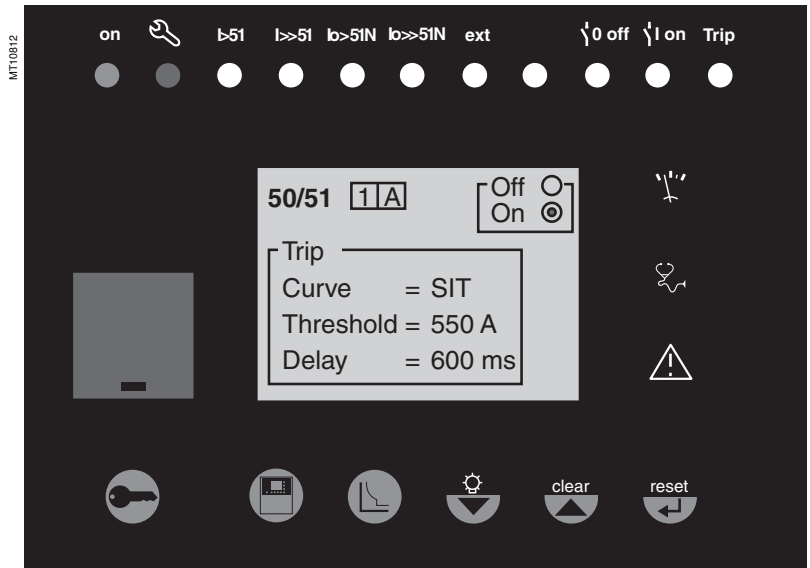 MT10812
on I>51 I>>51 Io>51N Io>>51N ext 0 off I on Trip
50/51 1 A
Off
On
Trip
Curve = SIT
Threshold = 550 A
Delay = 600 ms
clear reset